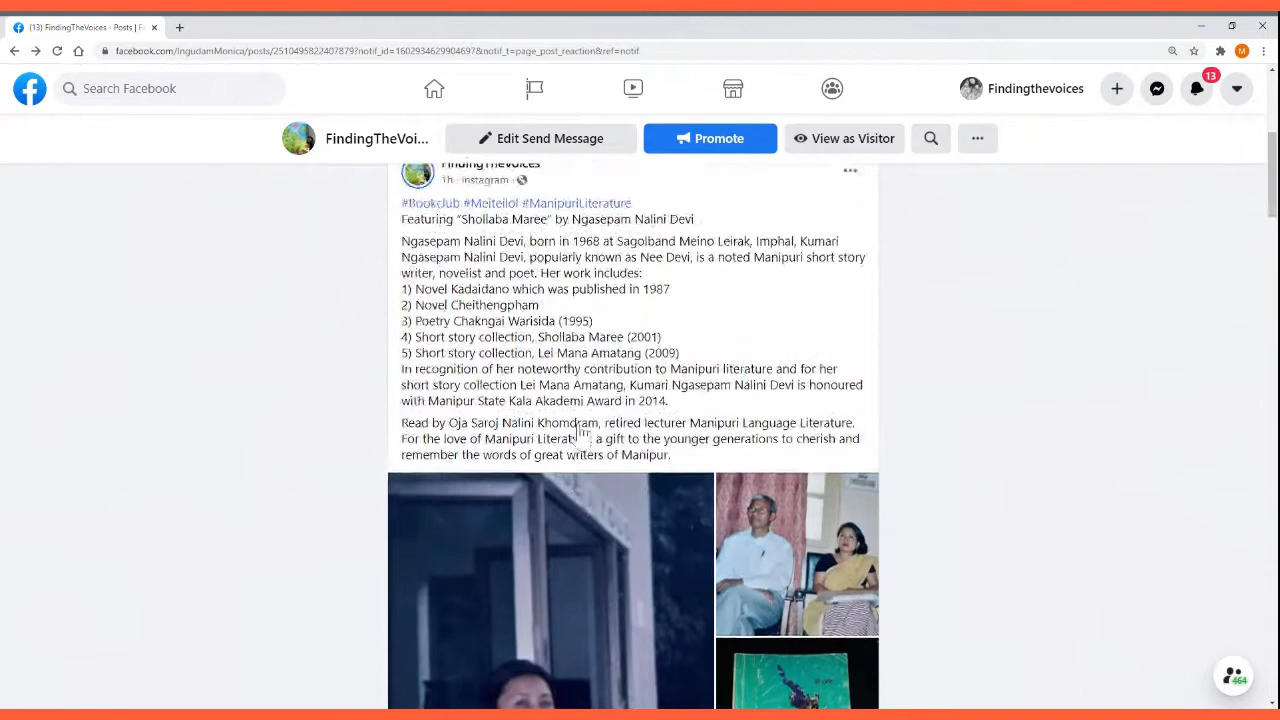 (13) FindingTheVoices - Posts | F
facebook.com/IngudamMonica/posts/2510495822407879?notif_id=1602934629904697&notif_t=page_post_reaction&ref=notif
M
Search Facebook
Findingthevoices
13
FindingTheVoi...
Edit Send Message
Promote
View as Visitor
FindingTheVoices
1h · Instagram ·
#Bookclub #Meiteilol #ManipuriLiterature
Featuring “Shollaba Maree” by Ngasepam Nalini Devi
Ngasepam Nalini Devi, born in 1968 at Sagolband Meino Leirak, Imphal, Kumari
Ngasepam Nalini Devi, popularly known as Nee Devi, is a noted Manipuri short story
writer, novelist and poet. Her work includes:
1) Novel Kadaidano which was published in 1987
2) Novel Cheithengpham
3) Poetry Chakngai Warisida (1995)
4) Short story collection, Shollaba Maree (2001)
5) Short story collection, Lei Mana Amatang (2009)
In recognition of her noteworthy contribution to Manipuri literature and for her
short story collection Lei Mana Amatang, Kumari Ngasepam Nalini Devi is honoured
with Manipur State Kala Akademi Award in 2014.
Read by Oja Saroj Nalini Khomdram, retired lecturer Manipuri Language Literature.
For the love of Manipuri Literat a gift to the younger generations to cherish and
remember the words of great writers of Manipur.
464